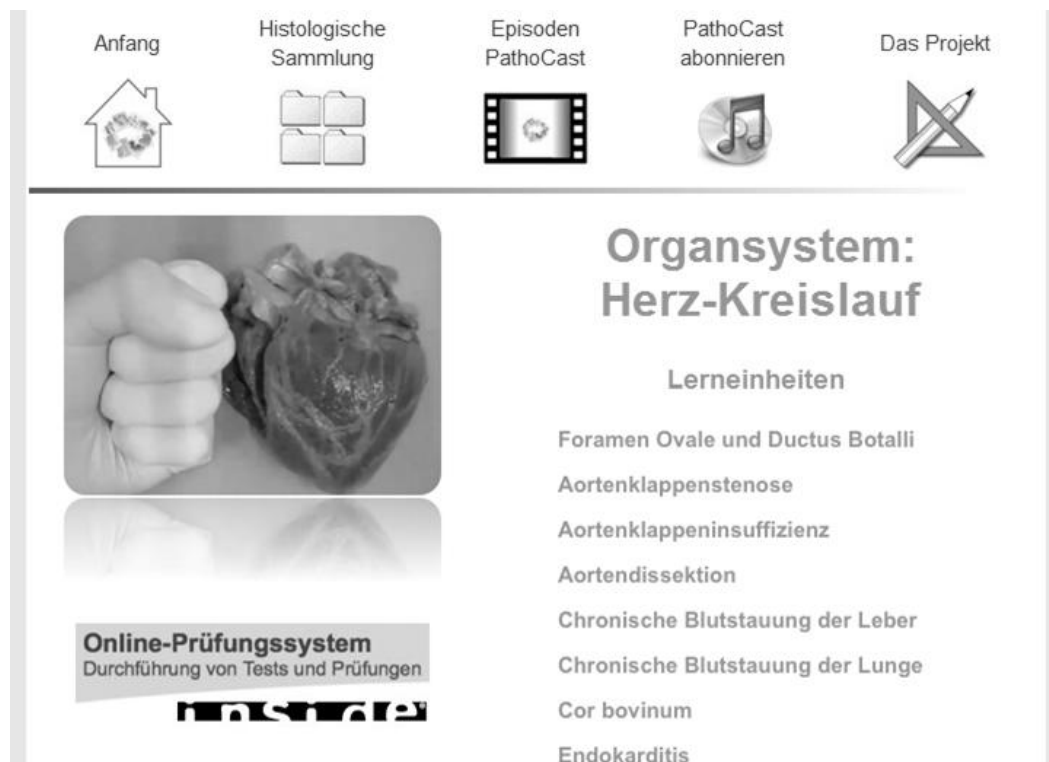 Anfang
Histologische
Sammlung
Episoden
PathoCast
PathoCast
abonnieren
Das Projekt
Organsystem:
Herz-Kreislauf
Lerneinheiten
Foramen Ovale und Ductus Botalli
Aortenklappenstenose
Aortenklappeninsuffizienz
Aortendissektion
Chronische Blutstauung der Leber
Chronische Blutstauung der Lunge
Cor bovinum
Endokarditis
Online-Prüfungssystem
Durchführung von Tests und Prüfungen
inside